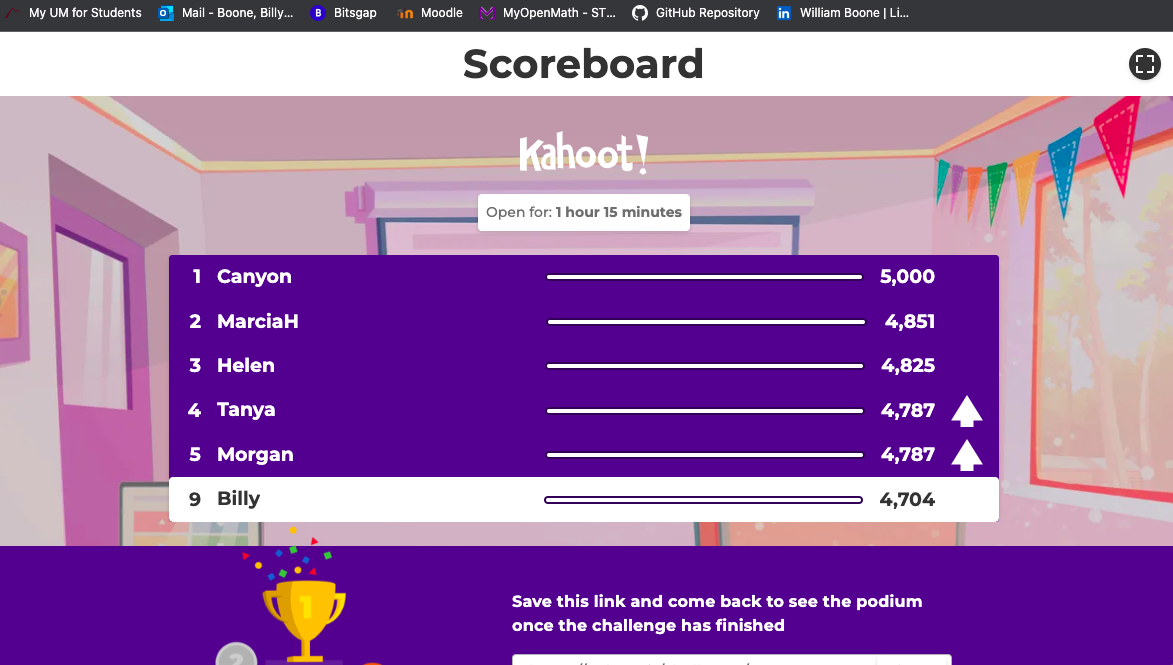 My UM for Students Mail - Boone, Billy... B Bitsgap Moodle MyOpenMath - ST... GitHub Repository in William Boone | Li...
Scoreboard
Kahoot!
Open for: 1 hour 15 minutes
1 Canyon 5,000
2 MarciaH 4,851
3 Helen 4,825
4 Tanya 4,787
5 Morgan 4,787
9 Billy 4,704
1
2
Save this link and come back to see the podium
once the challenge has finished